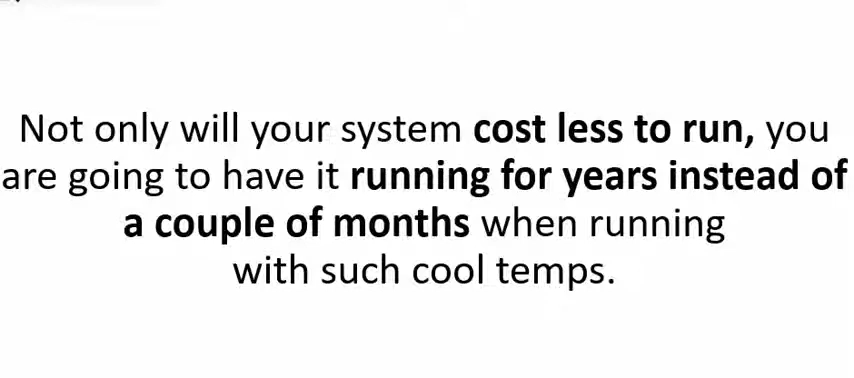 Not only will your system cost less to run, you
are going to have it running for years instead of
a couple of months when running
with such cool temps.